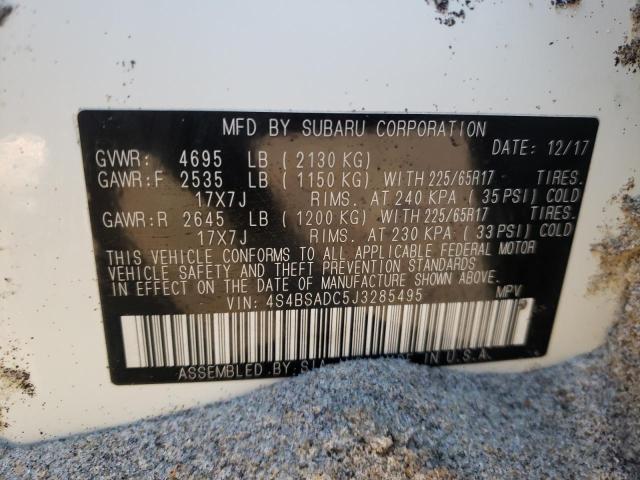 MFD BY SUBARU CORPORATION
DATE: 12/17
GVWR: 4695 LB ( 2130 KG)
GAWR:F 2535 LB ( 1150 KG) WITH 225/65R17 TIRES.
17X7J RIMS. AT 240 KPA ( 35 PSI) COLD
GAWR:R 2645 LB ( 1200 KG) WITH 225/65R17 TIRES.
17X7J RIMS. AT 230 KPA ( 33 PSI) COLD
THIS VEHICLE CONFORMS TO ALL APPLICABLE FEDERAL MOTOR
VEHICLE SAFETY AND THEFT PREVENTION STANDARDS
IN EFFECT ON THE DATE OF MANUFACTURE SHOWN ABOVE.
VIN: 4S4BSADC5J3285495 MPV
ASSEMBLED BY. IN U.S.A.